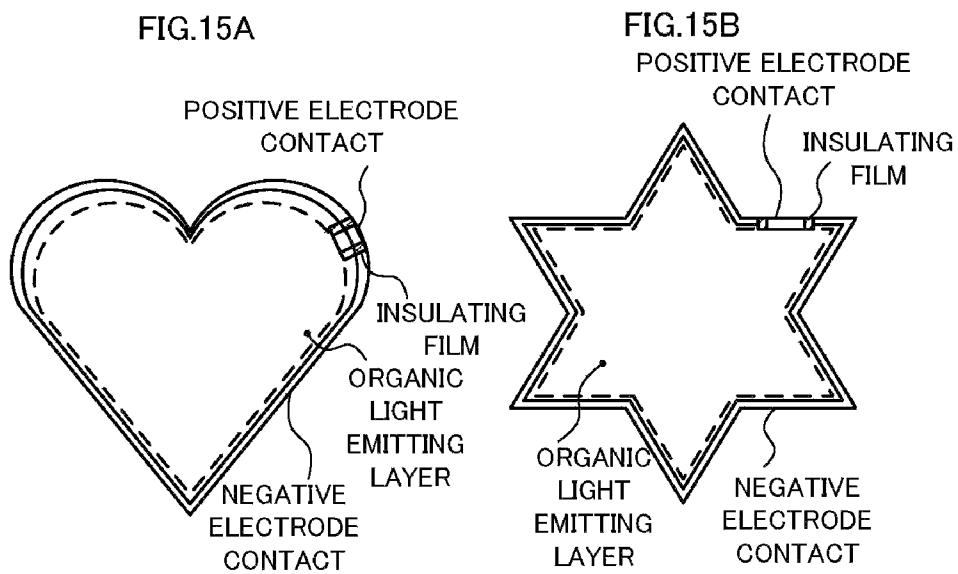 FIG.15A
POSITIVE ELECTRODE
CONTACT
INSULATING
FILM
ORGANIC
LIGHT
EMITTING
LAYER
NEGATIVE
ELECTRODE
CONTACT
FIG.15B
POSITIVE ELECTRODE
CONTACT
INSULATING
FILM
ORGANIC
LIGHT
EMITTING
LAYER
NEGATIVE
ELECTRODE
CONTACT